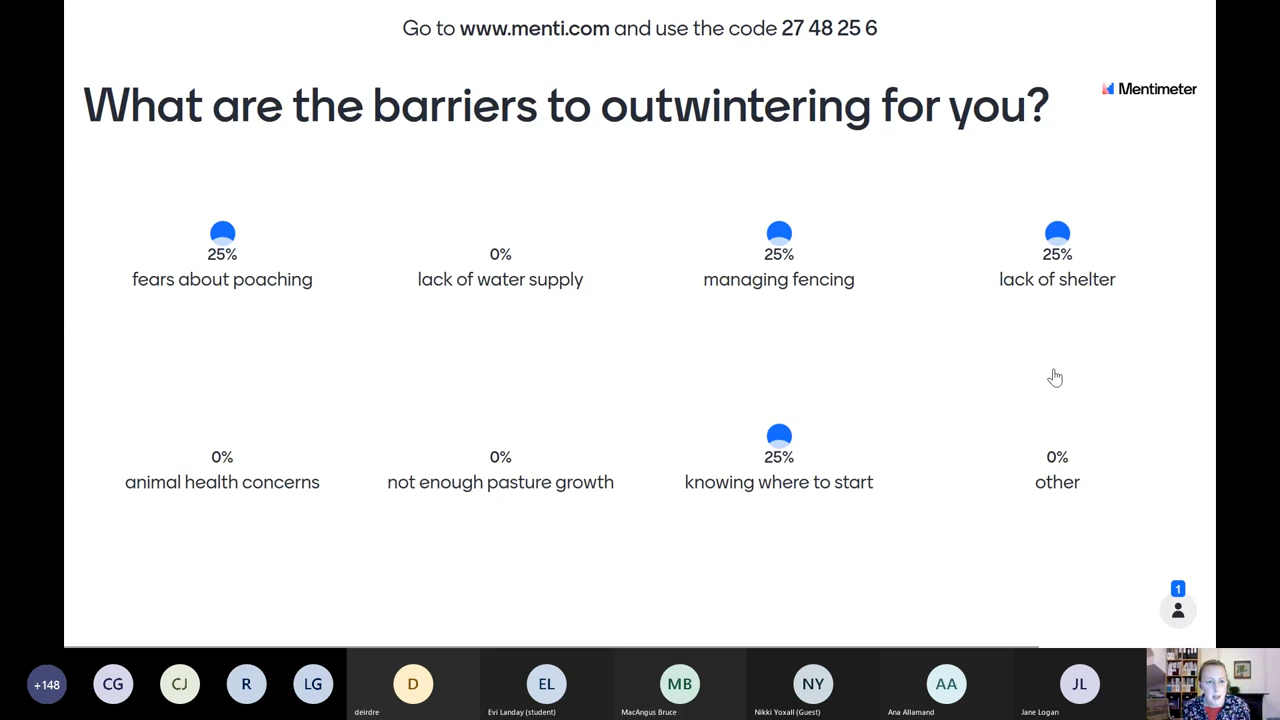 Go to www.menti.com and use the code 27 48 25 6
What are the barriers to outwintering for you?
Mentimeter
25%
fears about poaching
0%
lack of water supply
25%
managing fencing
25%
lack of shelter
0%
animal health concerns
0%
not enough pasture growth
25%
knowing where to start
0%
other
1
+148
CG
CJ
R
LG
D
deirdre
EL
Evi Landay (student)
MB
MacAngus Bruce
NY
Nikki Yoxall (Guest)
AA
Ana Allamand
JL
Jane Logan